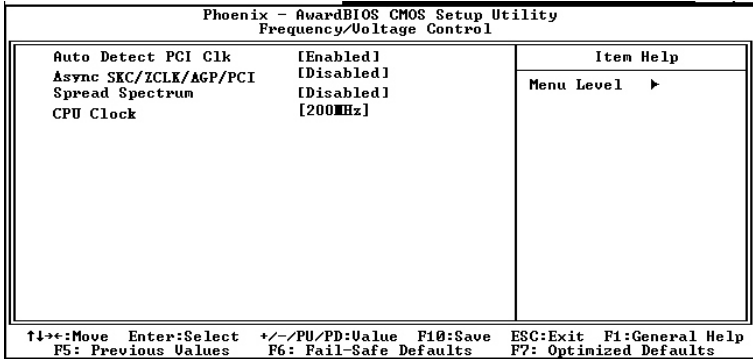 Phoenix - AwardBIOS CMOS Setup Utility
Frequency/Voltage Control
Auto Detect PCI Clk [Enabled]
Async SRC/ZCLK/AGP/PCI [Disabled]
Spread Spectrum [Disabled]
CPU Clock [200MHz]
Item Help
Menu Level ►
↑↓→←:Move Enter:Select +/-/PU/PD:Value F10:Save ESC:Exit F1:General Help
F5: Previous Values F6: Fail-Safe Defaults F7: Optimized Defaults